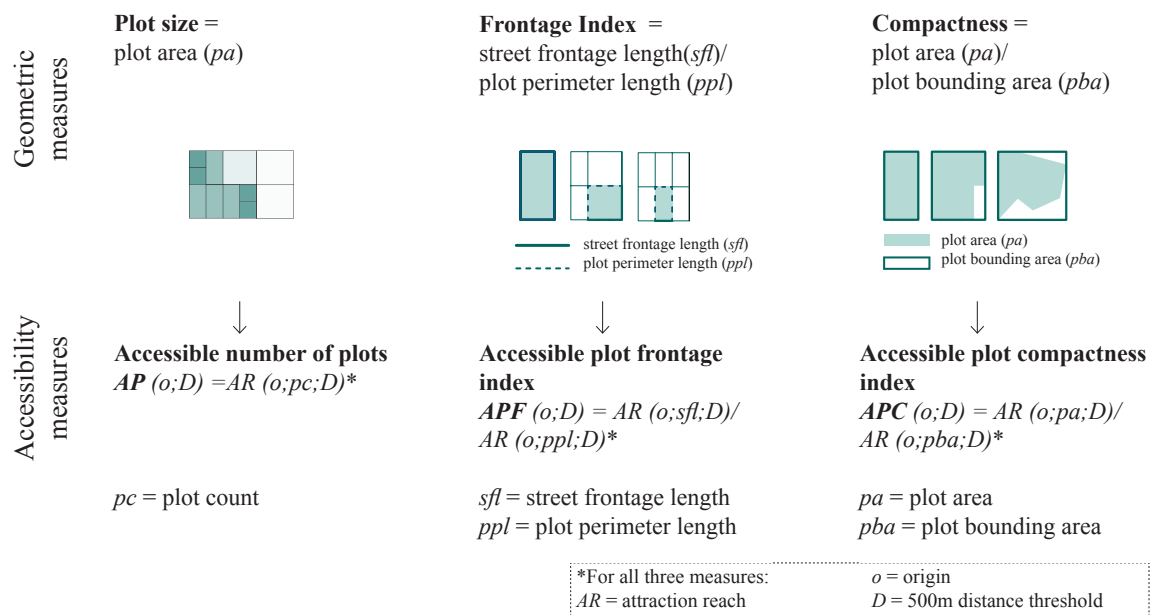 Geometric
measures
Plot size =
plot area (pa)
Frontage Index =
street frontage length(sfl)/
plot perimeter length (ppl)
street frontage length (sfl)
plot perimeter length (ppl)
Compactness =
plot area (pa)/
plot bounding area (pba)
plot area (pa)
plot bounding area (pba)
Accessibility
measures
Accessible number of plots
AP (o;D) =AR (o;pc;D)*
pc = plot count
Accessible plot frontage
index
APF (o;D) = AR (o;sfl;D)/
AR (o;ppl;D)*
sfl = street frontage length
ppl = plot perimeter length
Accessible plot compactness
index
APC (o;D) = AR (o;pa;D)/
AR (o;pba;D)*
pa = plot area
pba = plot bounding area
*For all three measures:
AR = attraction reach
o = origin
D = 500m distance threshold